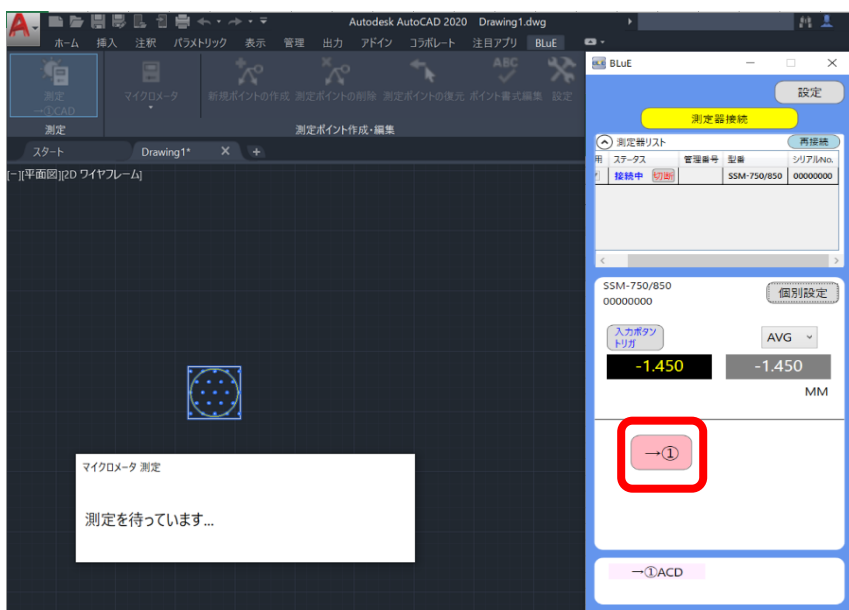 Autodesk AutoCAD 2020 Drawing1.dwg
ホーム 挿入 注釈 パラメトリック 表示 管理 出力 アドイン コラボレート 注目アプリ BLuE
測定
→①CAD
マイクロメータ
新規ポイントの作成
測定ポイントの削除
測定ポイントの復元
ABC
ポイント書式編集
設定
測定
測定ポイント作成・編集
スタート
Drawing1*
[-][平面図][2D ワイヤフレーム]
マイクロメータ 測定
測定を待っています...
BLuE
設定
測定器接続
測定器リスト
再接続
用 ステータス 管理番号 型番 シリアルNo.
接続中 切断 SSM-750/850 00000000
SSM-750/850
00000000
個別設定
入力ボタン
トリガ
AVG
-1.450 -1.450
MM
→①
→①ACD